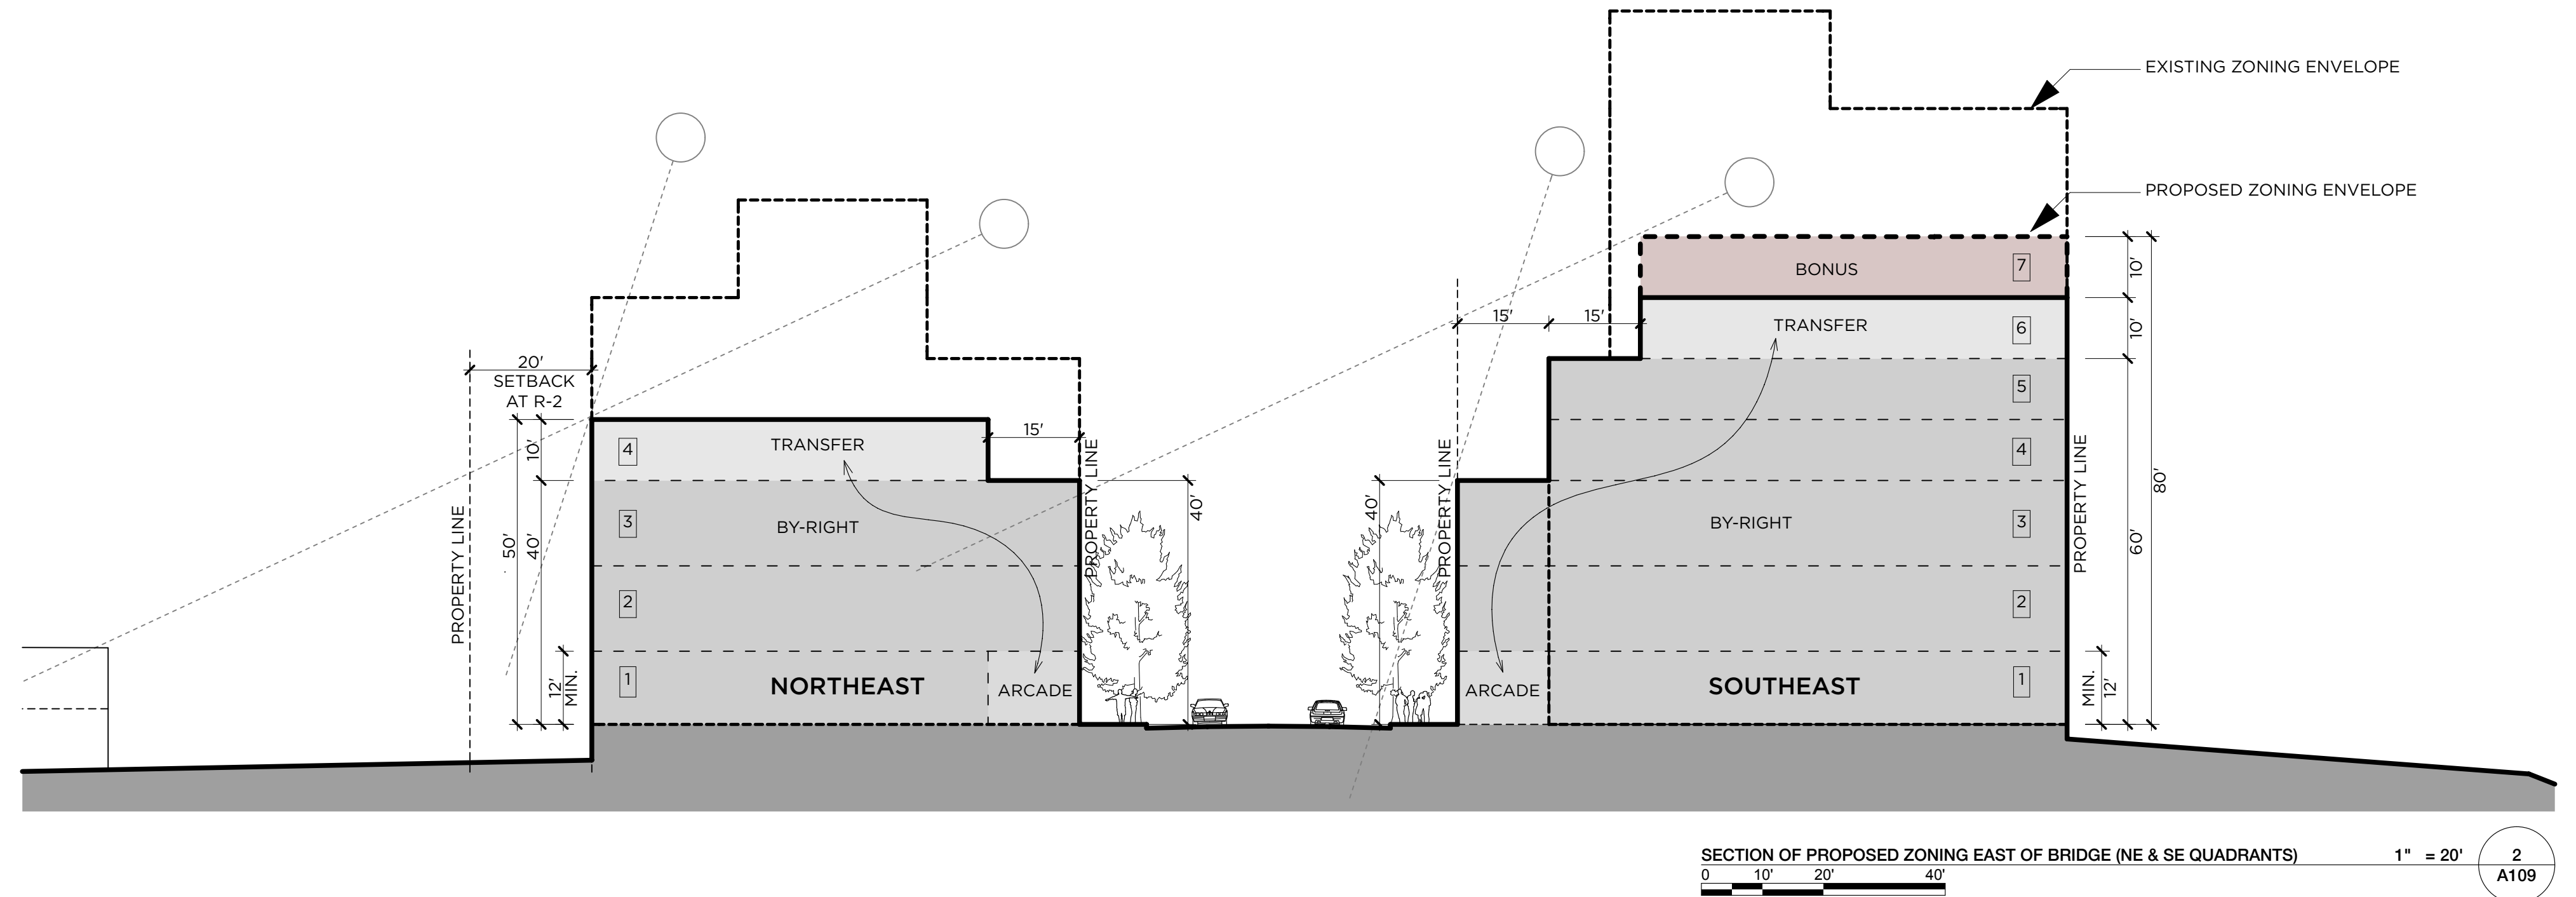 EXISTING ZONING ENVELOPE
PROPOSED ZONING ENVELOPE
20'
SETBACK
AT R-2
PROPERTY LINE
50'
10'
40'
12'
MIN.
4
3
2
1
TRANSFER
BY-RIGHT
NORTHEAST
ARCADE
15'
PROPERTY LINE
40'
40'
PROPERTY LINE
15'
15'
ARCADE
BONUS
TRANSFER
BY-RIGHT
SOUTHEAST
7
6
5
4
3
2
1
PROPERTY LINE
MIN.
12'
10'
10'
60'
80'
SECTION OF PROPOSED ZONING EAST OF BRIDGE (NE & SE QUADRANTS)
1" = 20'
2
A109
0 10' 20' 40'